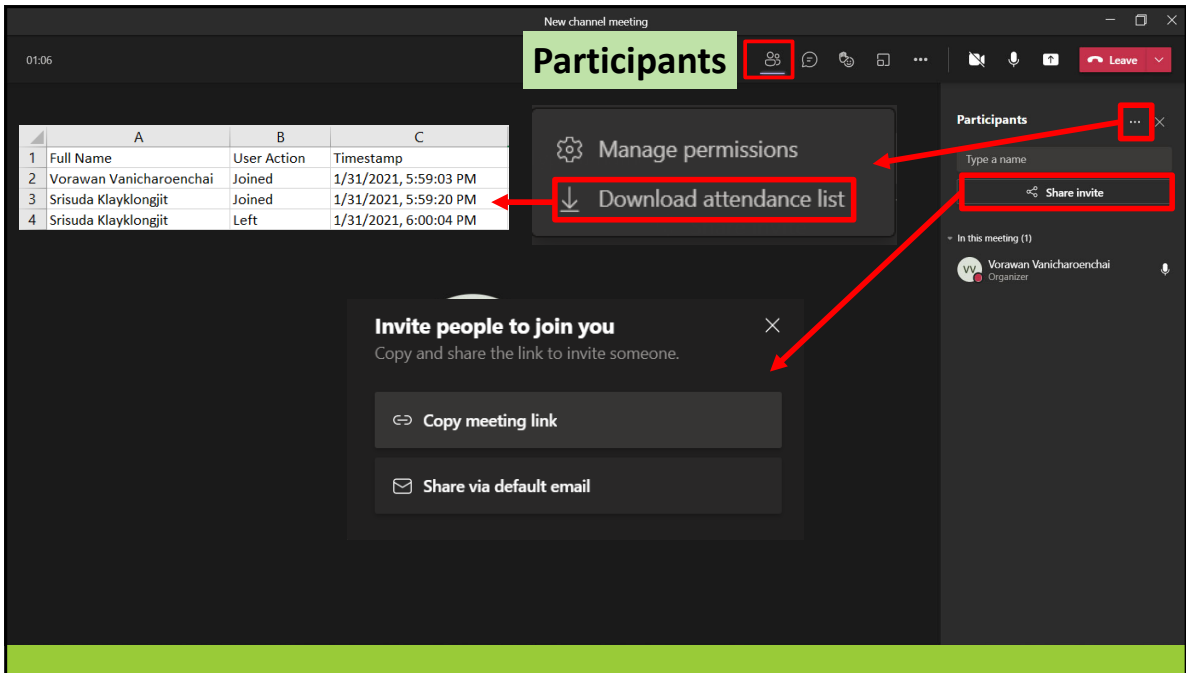 New channel meeting
01:06
Participants
Leave
Participants
Type a name
Share invite
In this meeting (1)
VV
Vorawan Vanicharoenchai
Organizer
Manage permissions
Download attendance list
A B C
1 Full Name User Action Timestamp
2 Vorawan Vanicharoenchai Joined 1/31/2021, 5:59:03 PM
3 Srisuda Klayklongjit Joined 1/31/2021, 5:59:20 PM
4 Srisuda Klayklongjit Left 1/31/2021, 6:00:04 PM
Invite people to join you
Copy and share the link to invite someone.
Copy meeting link
Share via default email